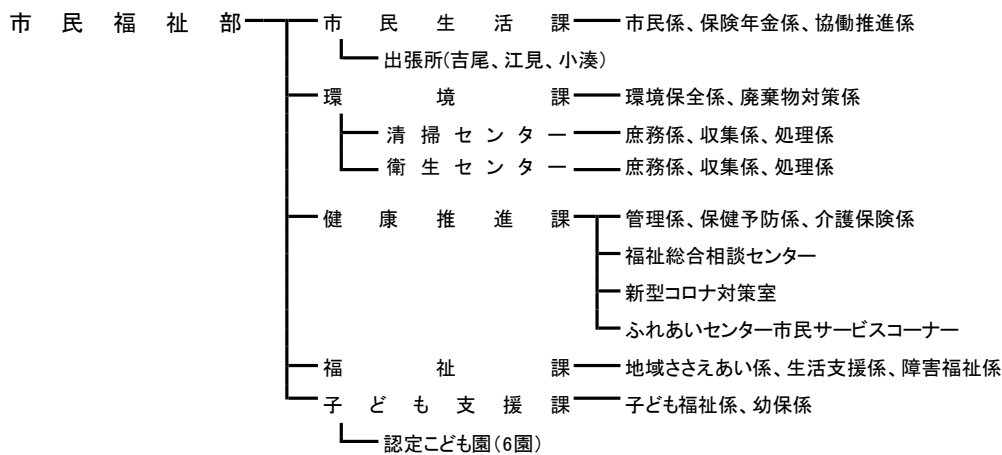 市民福祉部 市民生活課 市民係、保険年金係、協働推進係
出張所(吉尾、江見、小湊)
環境課 環境保全係、廃棄物対策係
清掃センター 庶務係、収集係、処理係
衛生センター 庶務係、収集係、処理係
健康推進課 管理係、保健予防係、介護保険係
福祉総合相談センター
新型コロナ対策室
ふれあいセンター市民サービスコーナー
福祉課 地域ささえあい係、生活支援係、障害福祉係
子ども支援課 子ども福祉係、幼保係
認定こども園(6園)